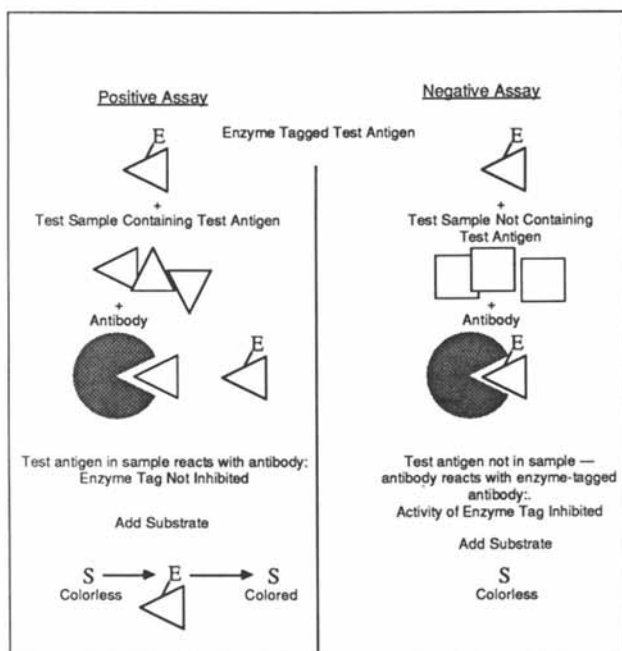 Positive Assay
E
Enzyme Tagged Test Antigen
+
Test Sample Containing Test Antigen
+
Antibody
E
Test antigen in sample reacts with antibody:
Enzyme Tag Not Inhibited
Add Substrate
S E S
Colorless Colored
Negative Assay
E
+
Test Sample Not Containing
Test Antigen
+
Antibody
E
Test antigen not in sample —
antibody reacts with enzyme-tagged
antibody:.
Activity of Enzyme Tag Inhibited
Add Substrate
S
Colorless